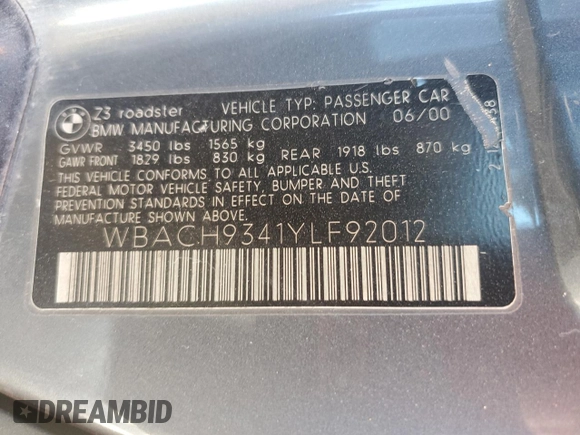 BMW
Z3 roadster VEHICLE TYP: PASSENGER CAR
BMW MANUFACTURING CORPORATION 06/00
GVWR 3450 lbs 1565 kg
GAWR FRONT 1829 lbs 830 kg REAR 1918 lbs 870 kg
THIS VEHICLE CONFORMS TO ALL APPLICABLE U.S.
FEDERAL MOTOR VEHICLE SAFETY, BUMPER AND THEFT
PREVENTION STANDARDS IN EFFECT ON THE DATE OF
MANUFACTURE SHOWN ABOVE.
WBACH9341YLF92012
DREAMBID